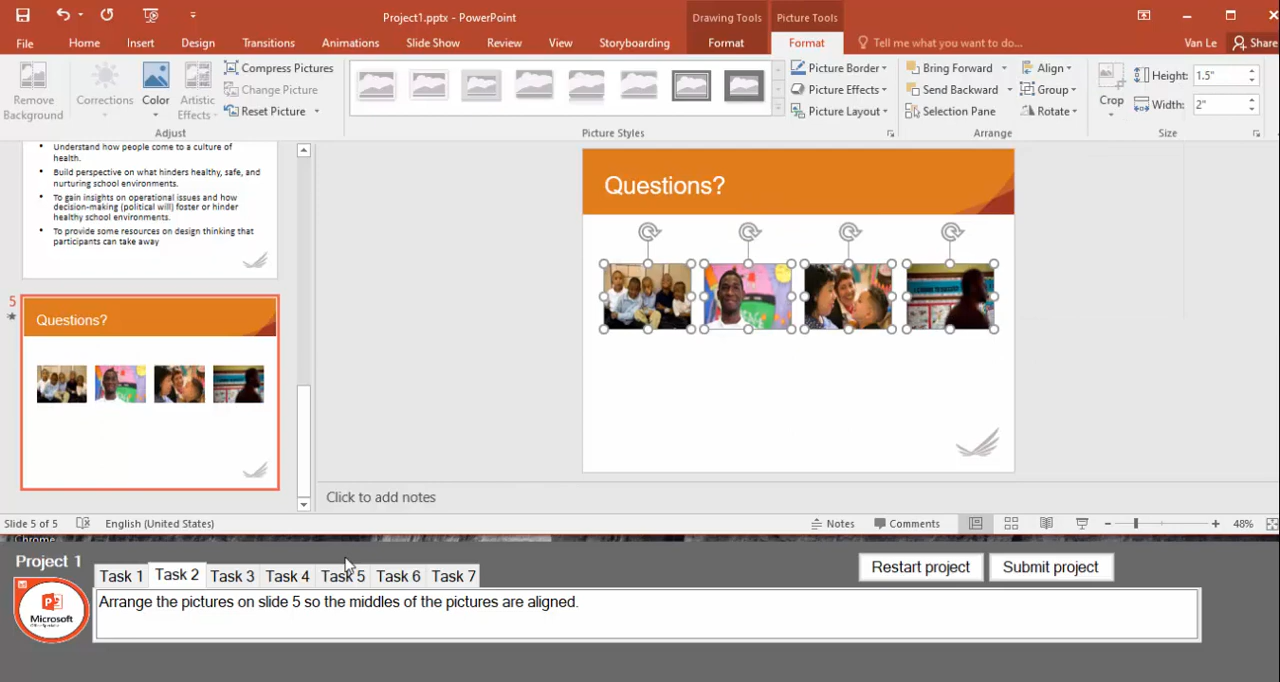 Project1.pptx - PowerPoint
Drawing Tools
Picture Tools
File
Home
Insert
Design
Transitions
Animations
Slide Show
Review
View
Storyboarding
Format
Format
Tell me what you want to do...
Van Le
Share
Remove Background
Corrections
Color
Artistic Effects
Compress Pictures
Change Picture
Reset Picture
Adjust
Picture Styles
Picture Border
Picture Effects
Picture Layout
Bring Forward
Send Backward
Selection Pane
Align
Group
Rotate
Arrange
Crop
Height:
1.5"
Width:
2"
Size
Understand how people come to a culture of
health.
Build perspective on what hinders healthy, safe, and
nurturing school environments.
To gain insights on operational issues and how
decision-making (political will) foster or hinder
healthy school environments.
To provide some resources on design thinking that
participants can take away
5
Questions?
Questions?
Click to add notes
Slide 5 of 5
English (United States)
Notes
Comments
48%
Chrome
Project 1
Task 1
Task 2
Task 3
Task 4
Task 5
Task 6
Task 7
Restart project
Submit project
Microsoft
Arrange the pictures on slide 5 so the middles of the pictures are aligned.